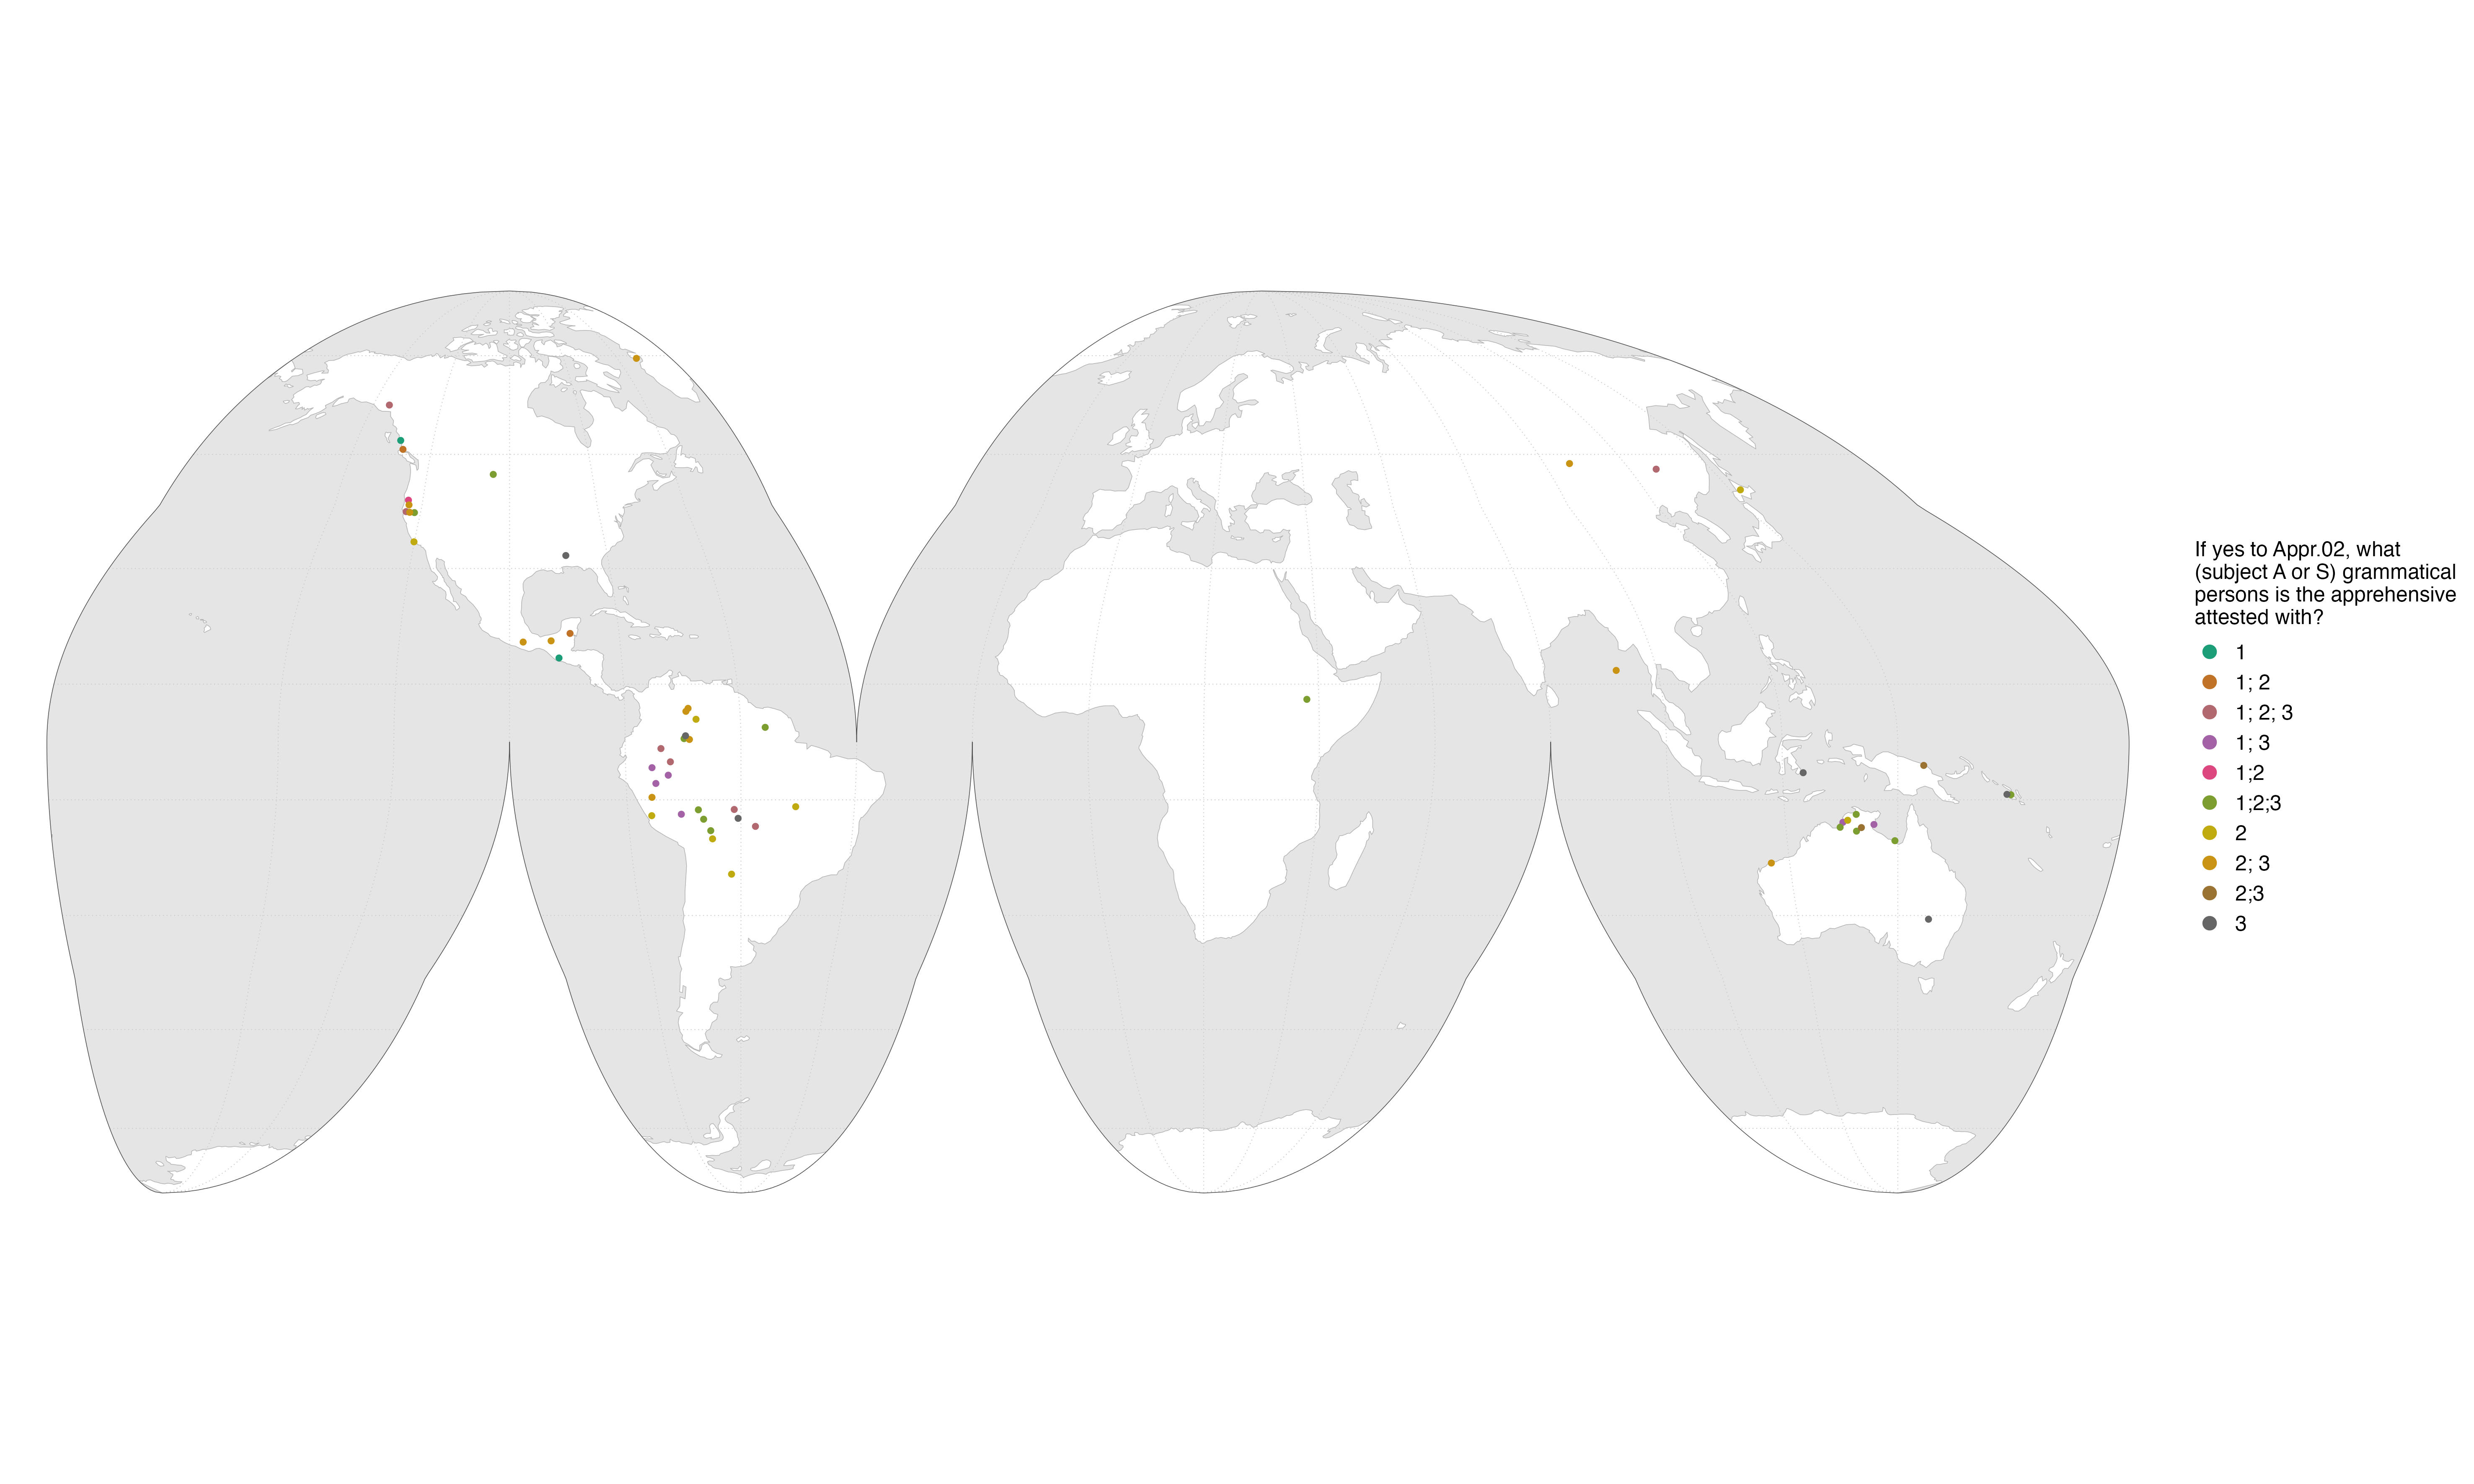 If yes to Appr.02, what
(subject A or S) grammatical
persons is the apprehensive
attested with?
1
1; 2
1; 2; 3
1; 3
1;2
1;2;3
2
2; 3
2;3
3